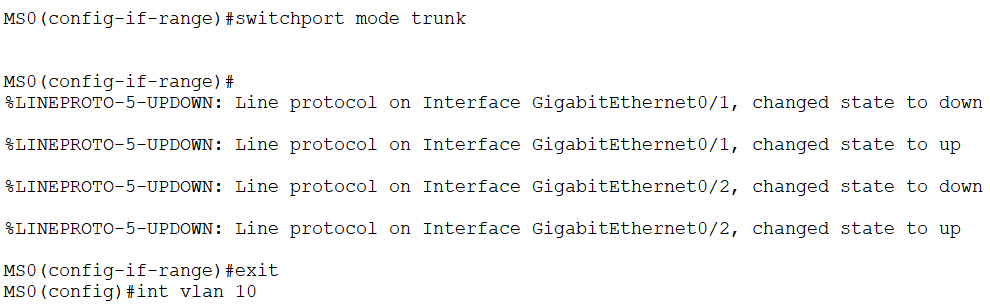 MS0(config-if-range)#switchport mode trunk
MS0(config-if-range)#
%LINEPROTO-5-UPDOWN: Line protocol on Interface GigabitEthernet0/1, changed state to down
%LINEPROTO-5-UPDOWN: Line protocol on Interface GigabitEthernet0/1, changed state to up
%LINEPROTO-5-UPDOWN: Line protocol on Interface GigabitEthernet0/2, changed state to down
%LINEPROTO-5-UPDOWN: Line protocol on Interface GigabitEthernet0/2, changed state to up
MS0(config-if-range)#exit
MS0(config)#int vlan 10